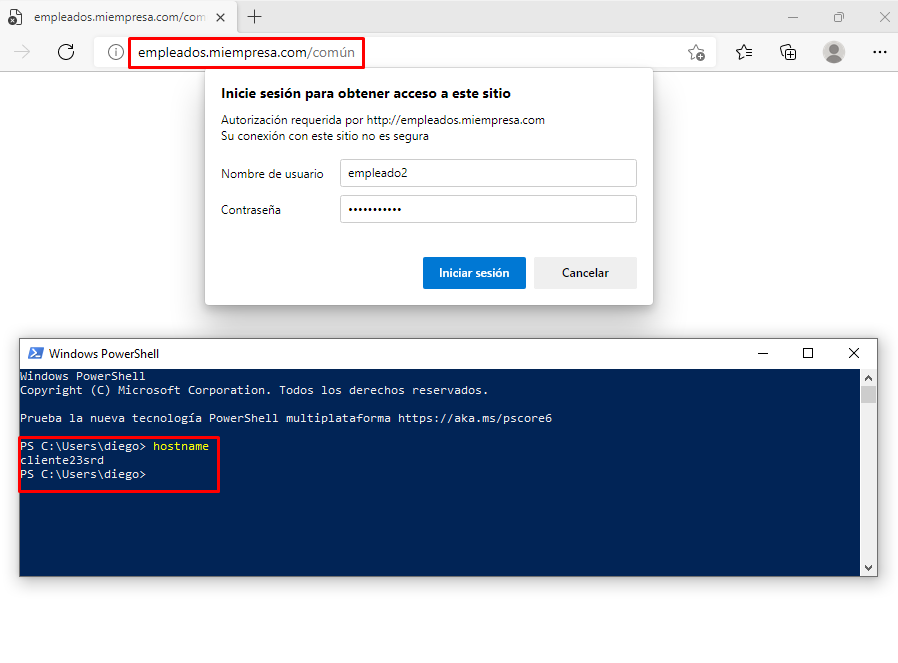 empleados.miempresa.com/com
empleados.miempresa.com/común
Inicie sesión para obtener acceso a este sitio
Autorización requerida por http://empleados.miempresa.com
Su conexión con este sitio no es segura
Nombre de usuario empleado2
Contraseña •••••••••••
Iniciar sesión Cancelar
Windows PowerShell
Windows PowerShell
Copyright (C) Microsoft Corporation. Todos los derechos reservados.
Prueba la nueva tecnología PowerShell multiplataforma https://aka.ms/pscore6
PS C:\Users\diego> hostname
cliente23srd
PS C:\Users\diego>